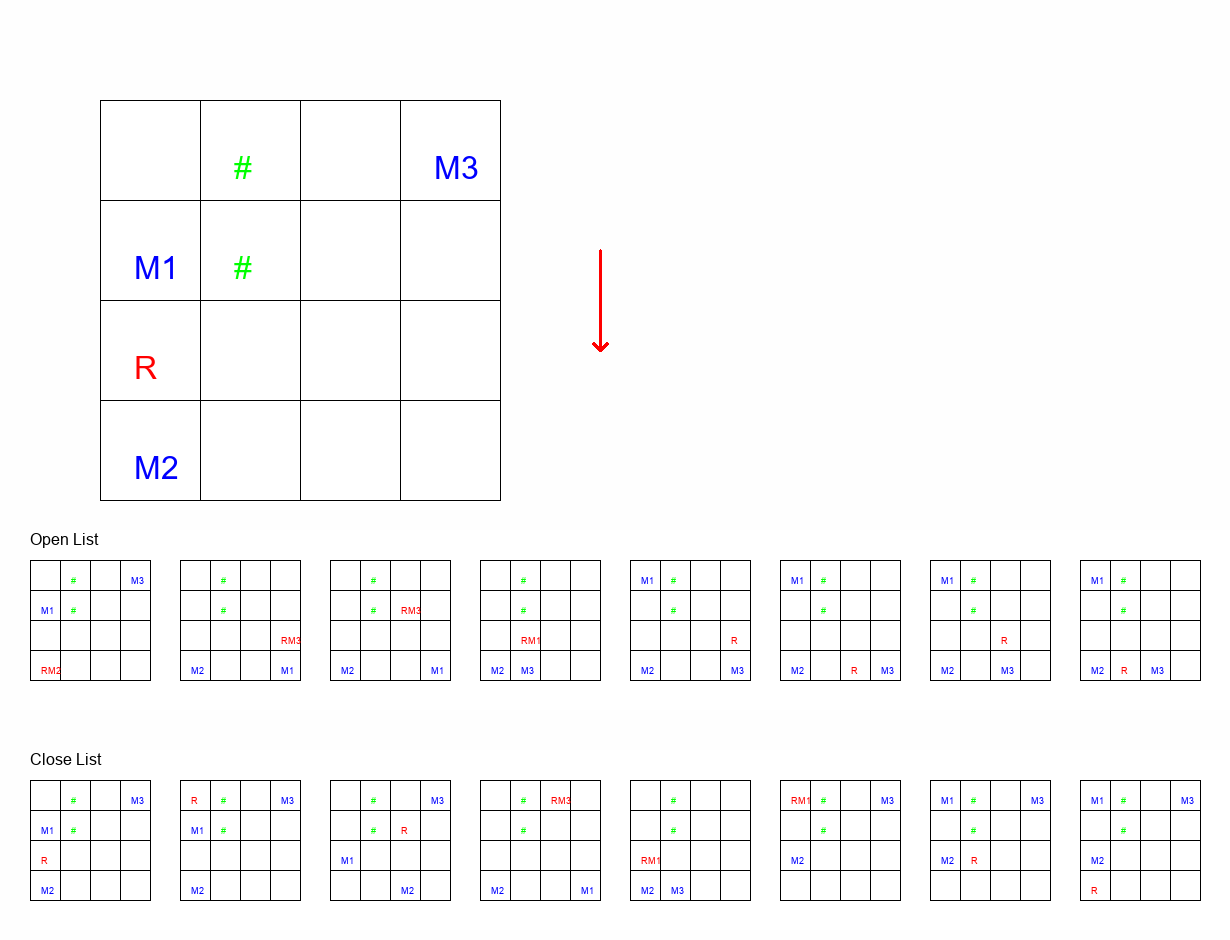 # M3
M1 #
R
M2
Open List
# M3 # # # M1 # M1 # M1 # M1 #
M1 # # # RM3 # # # # #
RM3 RM1 R R
RM2 M2 M1 M2 M1 M2 M3 M2 M3 M2 R M3 M2 M3 M2 R M3
Close List
# M3 R # M3 # M3 # RM3 # RM1 # M3 M1 # M3 M1 # M3
M1 # M1 # # R # # # # #
R M1 RM1 M2 M2 R M2
M2 M2 M2 M2 M1 M2 M3 R